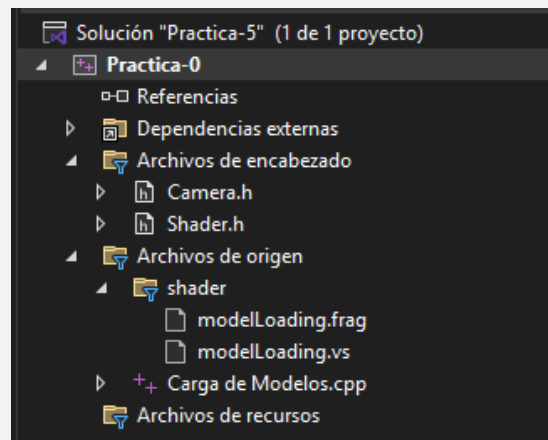 Solución "Practica-5" (1 de 1 proyecto)
Practica-0
Referencias
Dependencias externas
Archivos de encabezado
Camera.h
Shader.h
Archivos de origen
shader
modelLoading.frag
modelLoading.vs
Carga de Modelos.cpp
Archivos de recursos